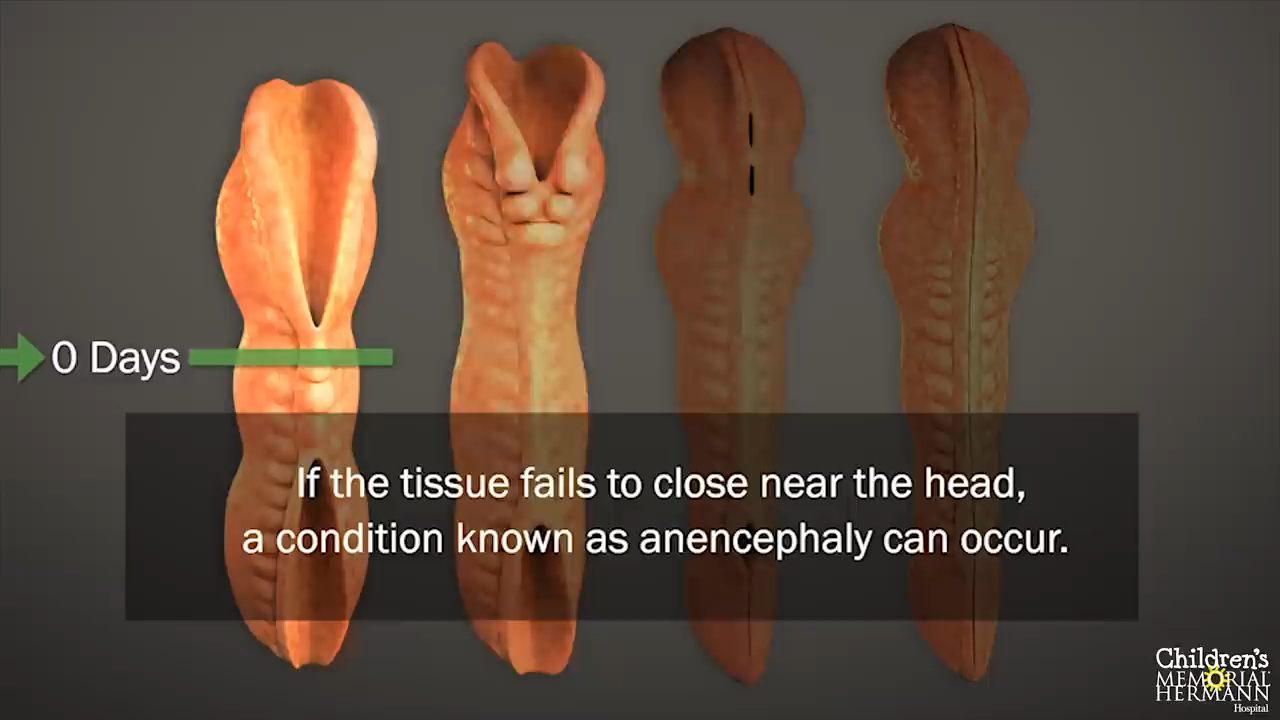 0 Days
If the tissue fails to close near the head,
a condition known as anencephaly can occur.
Children's
MEMORIAL
HERMANN
Hospital